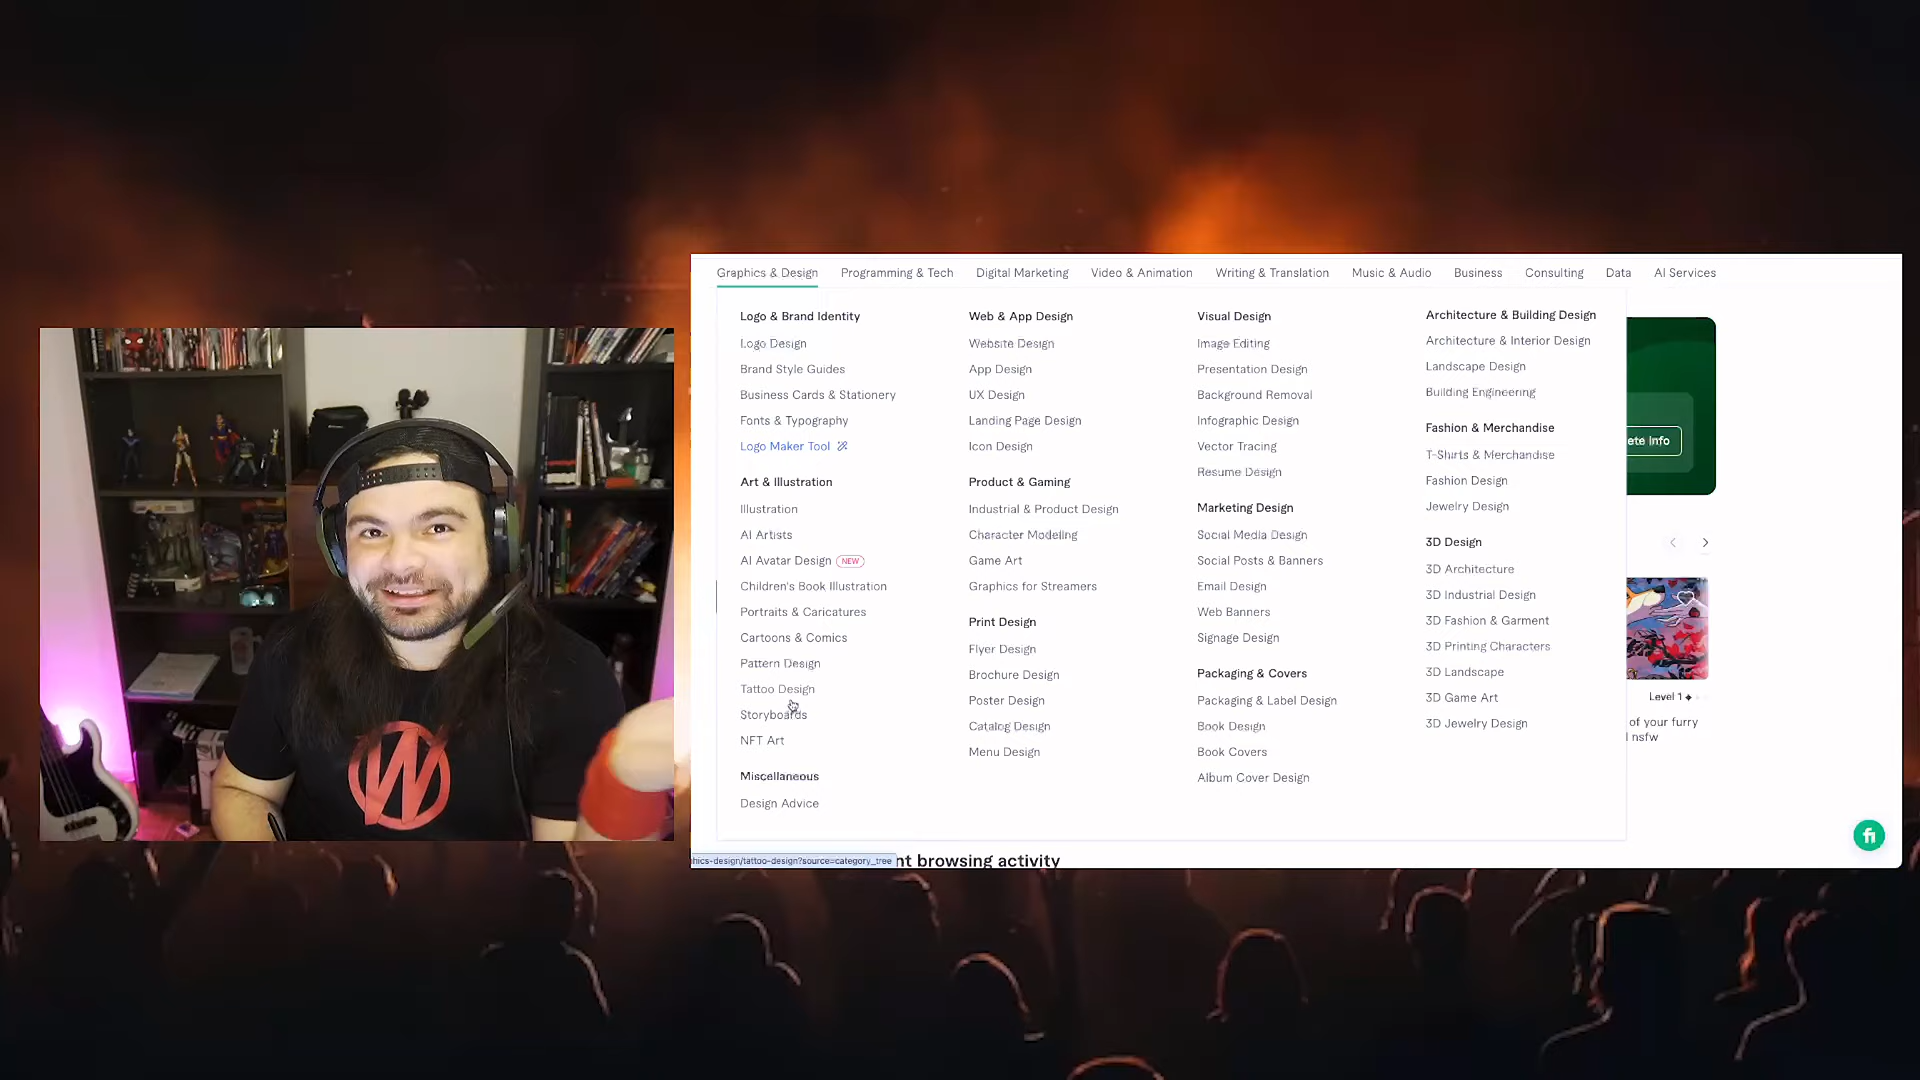 Graphics & Design Programming & Tech Digital Marketing Video & Animation Writing & Translation Music & Audio Business Consulting Data AI Services
Logo & Brand Identity
Logo Design
Brand Style Guides
Business Cards & Stationery
Fonts & Typography
Logo Maker Tool
Art & Illustration
Illustration
AI Artists
AI Avatar Design NEW
Children's Book Illustration
Portraits & Caricatures
Cartoons & Comics
Pattern Design
Tattoo Design
Storyboards
NFT Art
Miscellaneous
Design Advice
Web & App Design
Website Design
App Design
UX Design
Landing Page Design
Icon Design
Product & Gaming
Industrial & Product Design
Character Modeling
Game Art
Graphics for Streamers
Print Design
Flyer Design
Brochure Design
Poster Design
Catalog Design
Menu Design
Visual Design
Image Editing
Presentation Design
Background Removal
Infographic Design
Vector Tracing
Resume Design
Marketing Design
Social Media Design
Social Posts & Banners
Email Design
Web Banners
Signage Design
Packaging & Covers
Packaging & Label Design
Book Design
Book Covers
Album Cover Design
Architecture & Building Design
Architecture & Interior Design
Landscape Design
Building Engineering
Fashion & Merchandise
T-Shirts & Merchandise
Fashion Design
Jewelry Design
3D Design
3D Architecture
3D Industrial Design
3D Fashion & Garment
3D Printing Characters
3D Landscape
3D Game Art
3D Jewelry Design
ete Info
Level 1
of your furry
nsfw
fi
hics-design/tattoo-design?source=category_tree
nt browsing activity
W